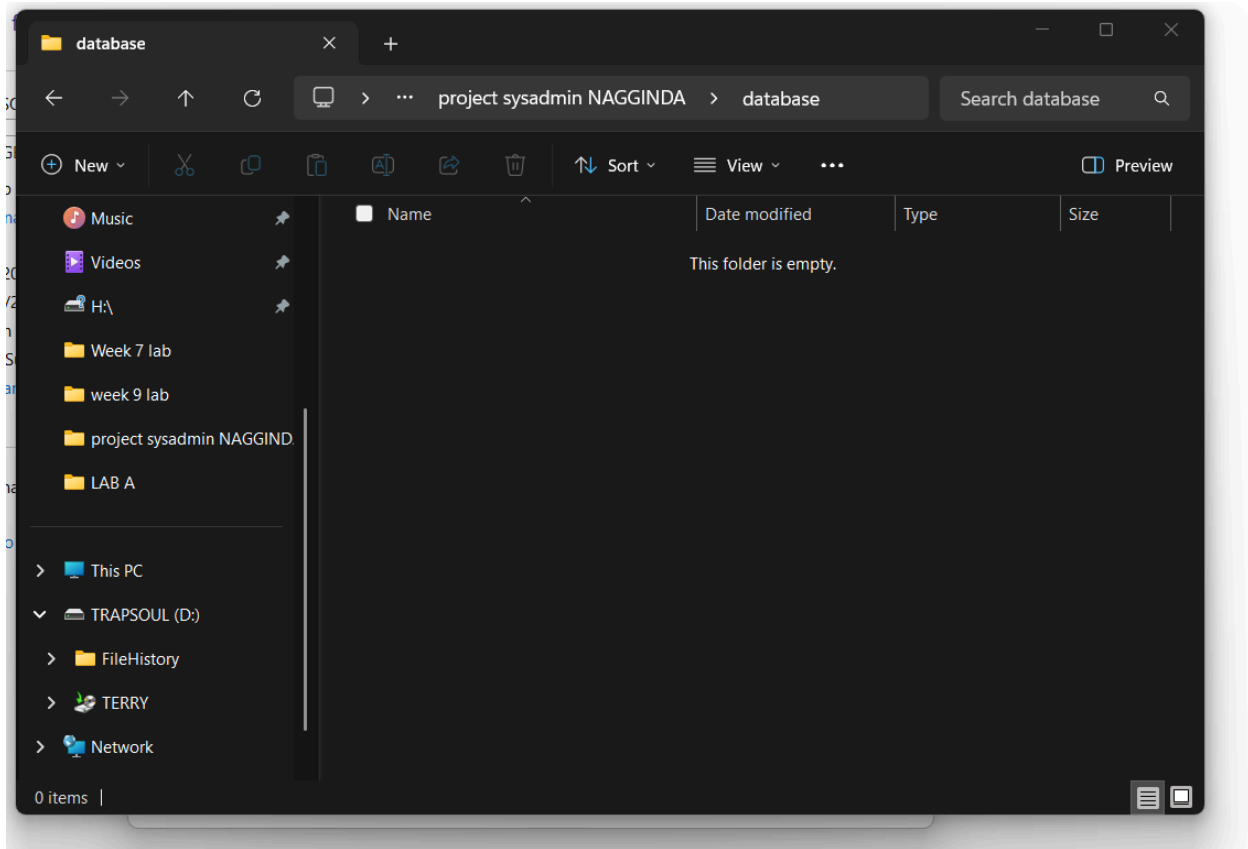 database
project sysadmin NAGGINDA > database
Search database
New
Sort
View
Preview
Music
Videos
H:\
Week 7 lab
week 9 lab
project sysadmin NAGGIND
LAB A
This PC
TRAPSOUL (D:)
FileHistory
TERRY
Network
Name
Date modified
Type
Size
This folder is empty.
0 items